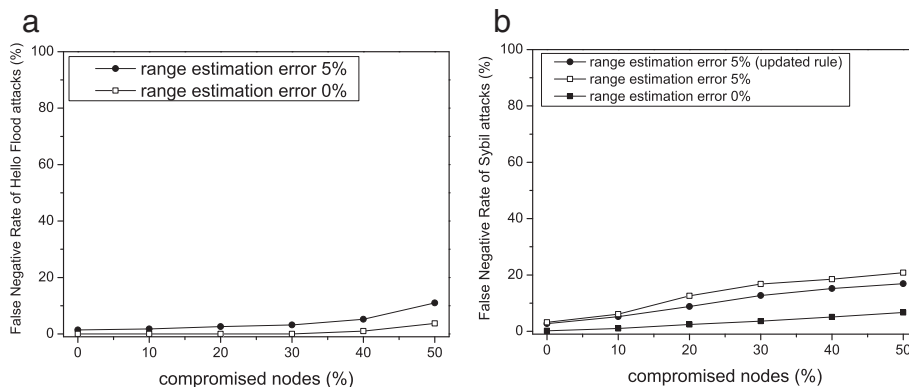 a
100
80
60
40
20
0
False Negative Rate of Hello Flood attacks (%)
range estimation error 5%
range estimation error 0%
0 10 20 30 40 50
compromised nodes (%)
b
100
80
60
40
20
0
False Negative Rate of Sybil attacks (%)
range estimation error 5% (updated rule)
range estimation error 5%
range estimation error 0%
0 10 20 30 40 50
compromised nodes (%)